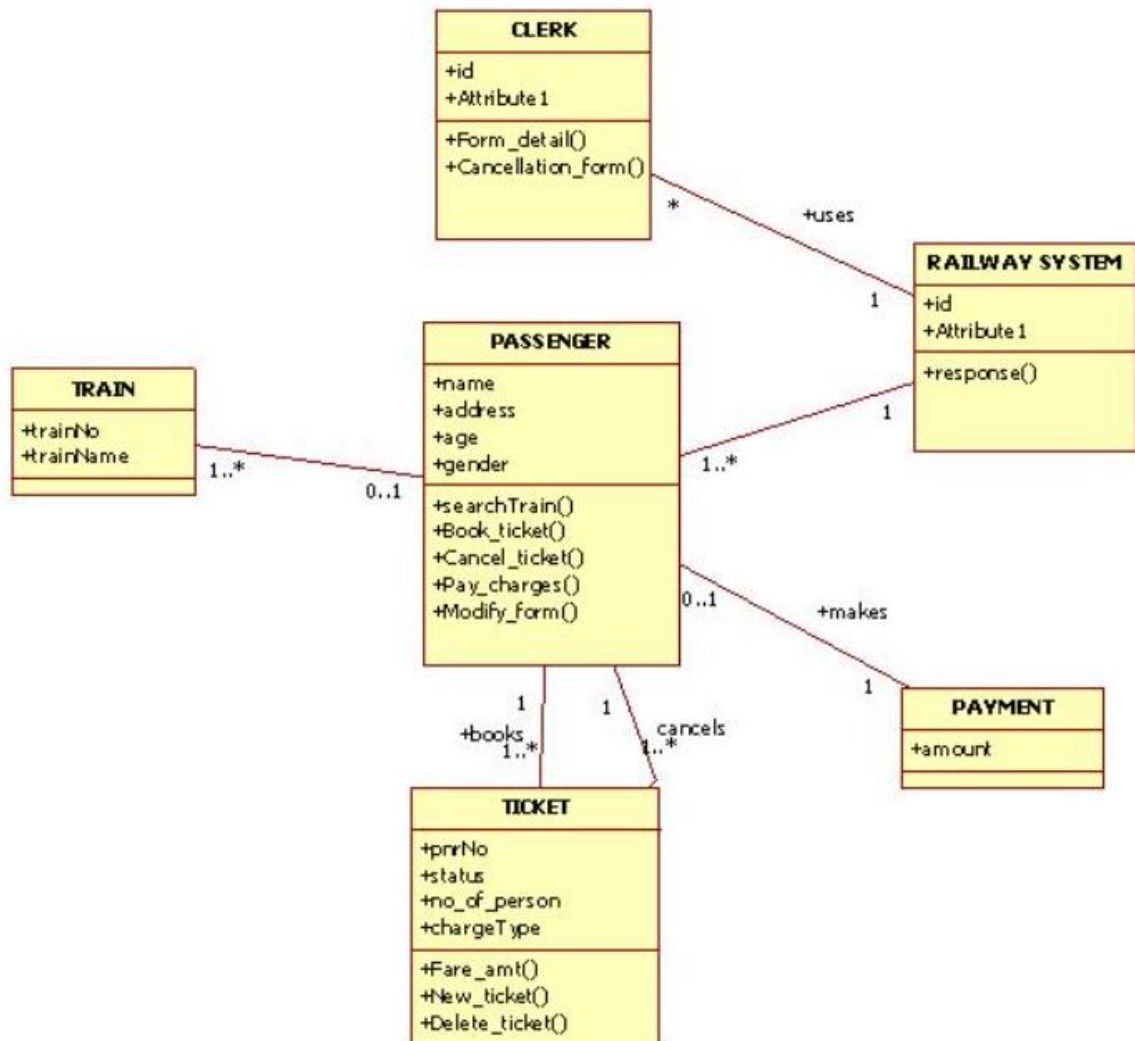 CLERK
+id
+Attribute1
+Form_detail()
+Cancellation_form()
*
+uses
1
RAILWAY SYSTEM
+id
+Attribute1
+response()
1
1..*
PASSENGER
+name
+address
+age
+gender
+searchTrain()
+Book_ticket()
+Cancel_ticket()
+Pay_charges()
+Modify_form()
TRAIN
+trainNo
+trainName
1..*
0..1
0..1
+makes
1
PAYMENT
+amount
1
+books
1..*
1
cancels
1..*
TICKET
+pnrNo
+status
+no_of_person
+chargeType
+Fare_amt()
+New_ticket()
+Delete_ticket()